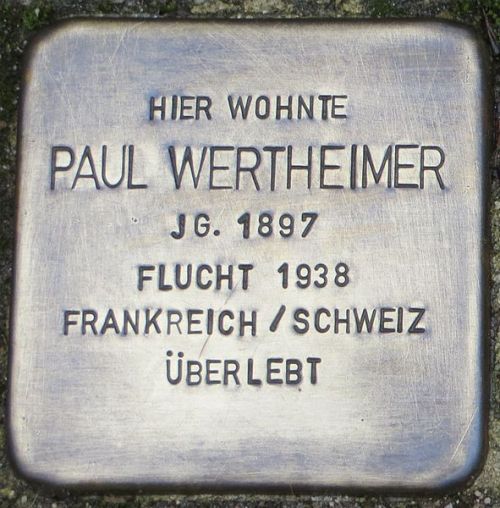 HIER WOHNTE
PAUL WERTHEIMER
JG. 1897
FLUCHT 1938
FRANKREICH / SCHWEIZ
ÜBERLEBT